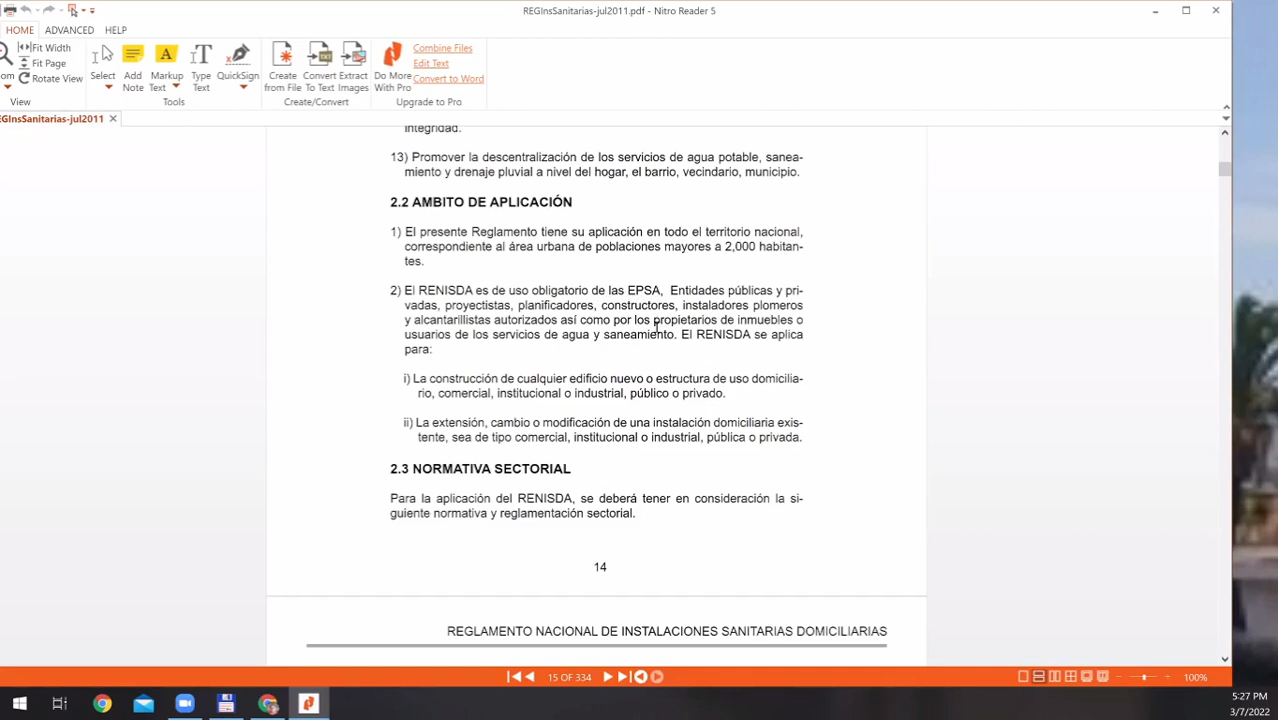 REGInsSanitarias-jul2011.pdf - Nitro Reader 5
HOME ADVANCED HELP
Fit Width
Fit Page
Rotate View
View
Select
Add Note
Markup Text
Type Text
QuickSign
Tools
Create from File
Convert To Text
Extract Images
Create/Convert
Do More With Pro
Combine Files
Edit Text
Convert to Word
Upgrade to Pro
EGInsSanitarias-jul2011
integridad.
13) Promover la descentralización de los servicios de agua potable, sanea-
miento y drenaje pluvial a nivel del hogar, el barrio, vecindario, municipio.
2.2 AMBITO DE APLICACIÓN
1) El presente Reglamento tiene su aplicación en todo el territorio nacional,
correspondiente al área urbana de poblaciones mayores a 2,000 habitan-
tes.
2) El RENISDA es de uso obligatorio de las EPSA, Entidades públicas y pri-
vadas, proyectistas, planificadores, constructores, instaladores plomeros
y alcantarillistas autorizados así como por los propietarios de inmuebles o
usuarios de los servicios de agua y saneamiento. El RENISDA se aplica
para:
i) La construcción de cualquier edificio nuevo o estructura de uso domicilia-
rio, comercial, institucional o industrial, público o privado.
ii) La extensión, cambio o modificación de una instalación domiciliaria exis-
tente, sea de tipo comercial, institucional o industrial, pública o privada.
2.3 NORMATIVA SECTORIAL
Para la aplicación del RENISDA, se deberá tener en consideración la si-
guiente normativa y reglamentación sectorial.
14
REGLAMENTO NACIONAL DE INSTALACIONES SANITARIAS DOMICILIARIAS
15 OF 334
100%
5:27 PM
3/7/2022